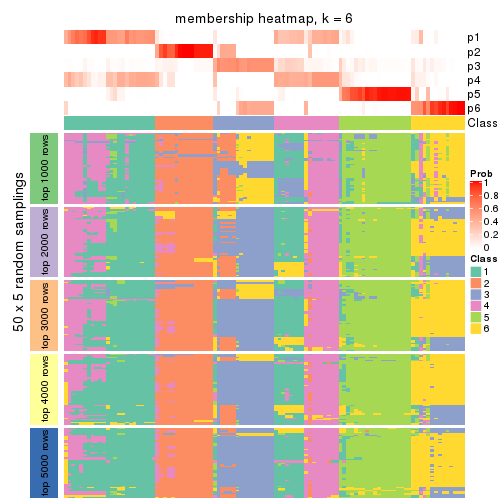 membership heatmap, k = 6
p1
p2
p3
p4
p5
p6
Class
50 x 5 random samplings
top 1000 rows
top 2000 rows
top 3000 rows
top 4000 rows
top 5000 rows
Prob
1
0.8
0.6
0.4
0.2
0
Class
1
2
3
4
5
6